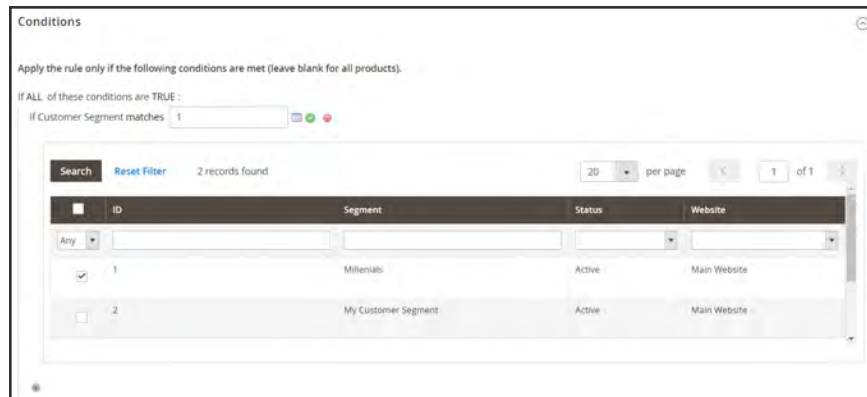 Conditions
Apply the rule only if the following conditions are met (leave blank for all products).
If ALL of these conditions are TRUE :
If Customer Segment matches 1
Search Reset Filter 2 records found 20 per page 1 of 1
ID Segment Status Website
Any
1 Millenials Active Main Website
2 My Customer Segment Active Main Website